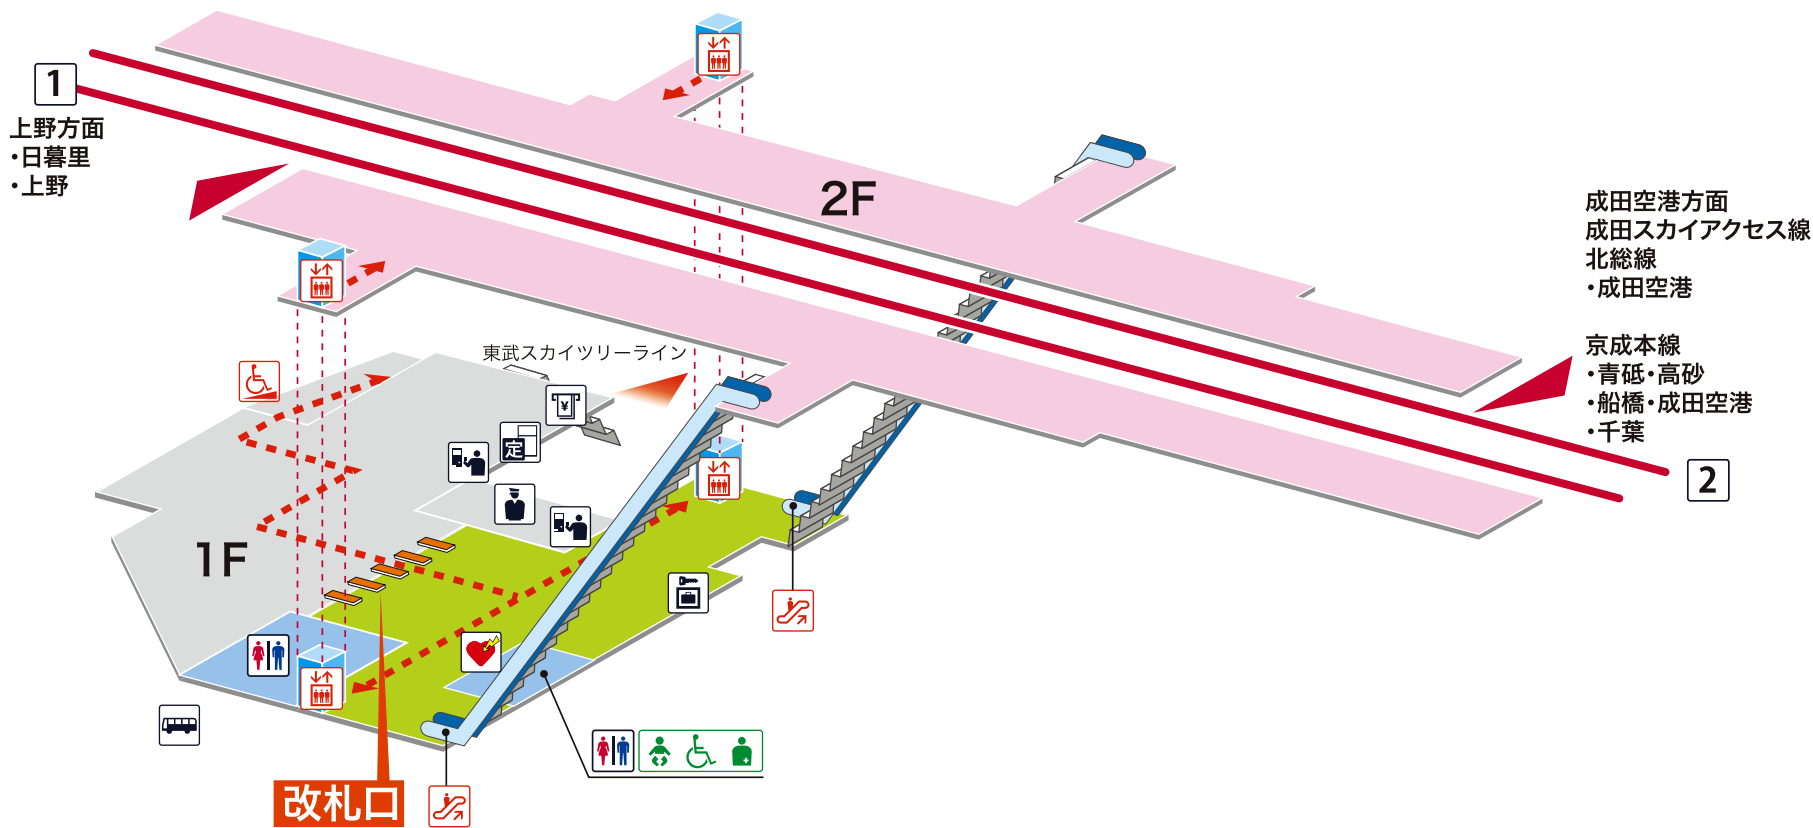 1
上野方面
・日暮里
・上野
2F
成田空港方面
成田スカイアクセス線
北総線
・成田空港
京成本線
・青砥・高砂
・船橋・成田空港
・千葉
2
東武スカイツリーライン
¥
定
1F
改札口